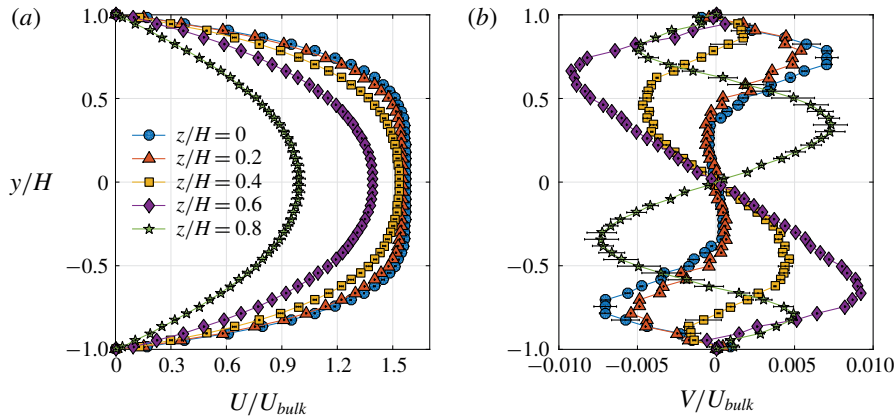 (a)
(b)
1.0
0.5
0
−0.5
−1.0
y/H
z/H = 0
z/H = 0.2
z/H = 0.4
z/H = 0.6
z/H = 0.8
0 0.3 0.6 0.9 1.2 1.5
U/U_bulk
1.0
0.5
0
−0.5
−1.0
−0.010 −0.005 0 0.005 0.010
V/U_bulk